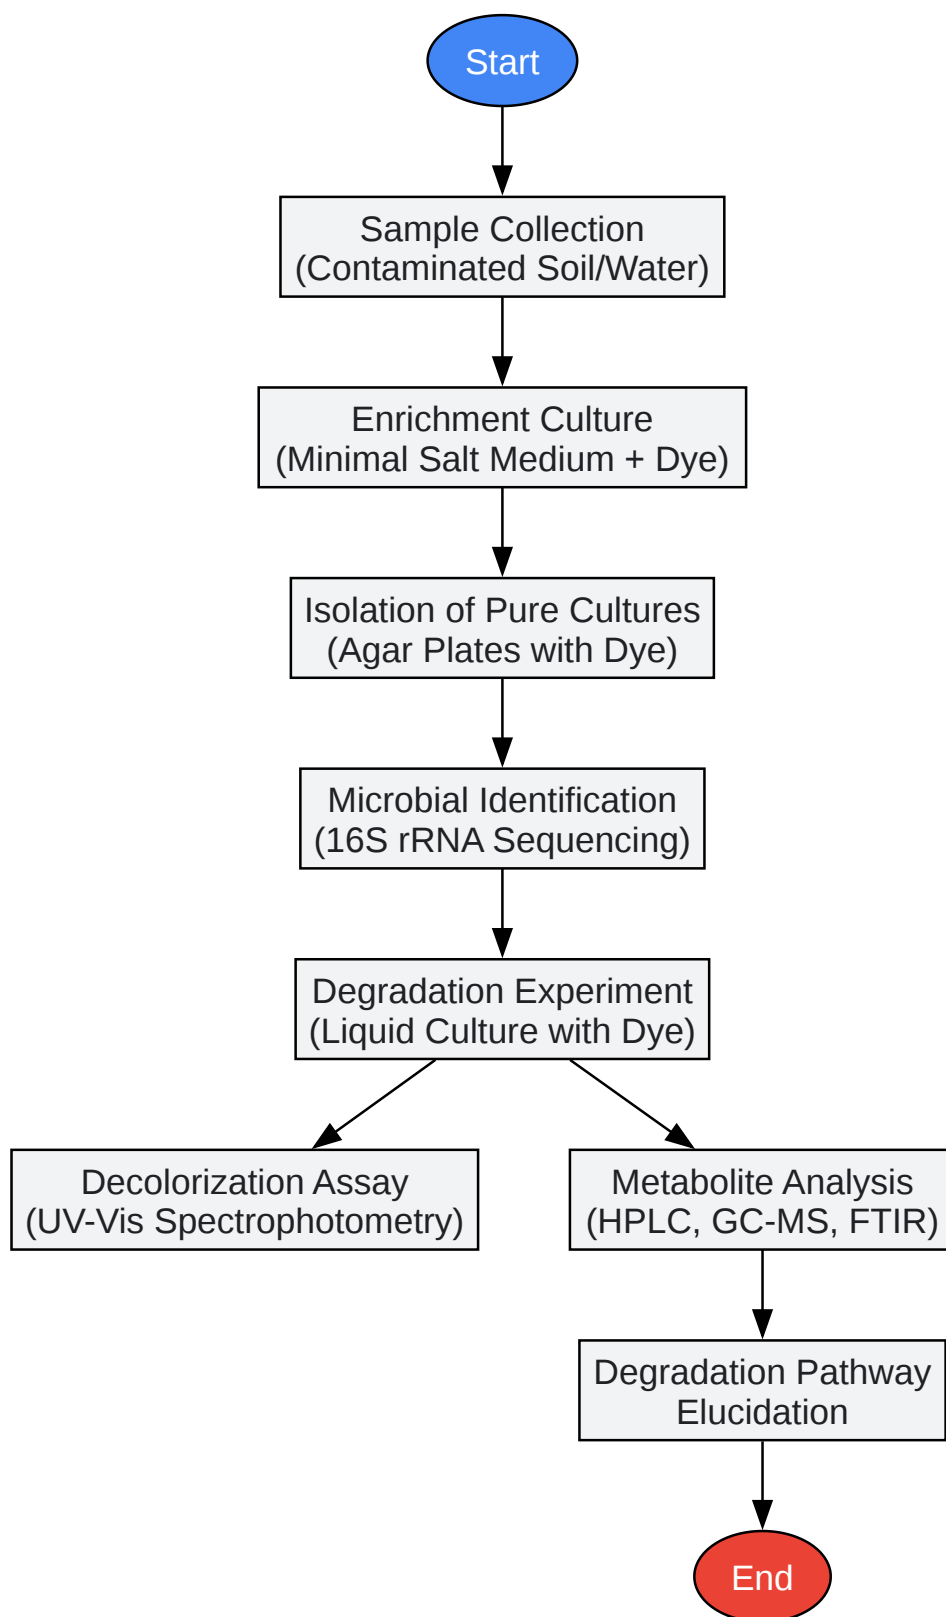 Start
Sample Collection
(Contaminated Soil/Water)
Enrichment Culture
(Minimal Salt Medium + Dye)
Isolation of Pure Cultures
(Agar Plates with Dye)
Microbial Identification
(16S rRNA Sequencing)
Degradation Experiment
(Liquid Culture with Dye)
Decolorization Assay
(UV-Vis Spectrophotometry)
Metabolite Analysis
(HPLC, GC-MS, FTIR)
Degradation Pathway
Elucidation
End